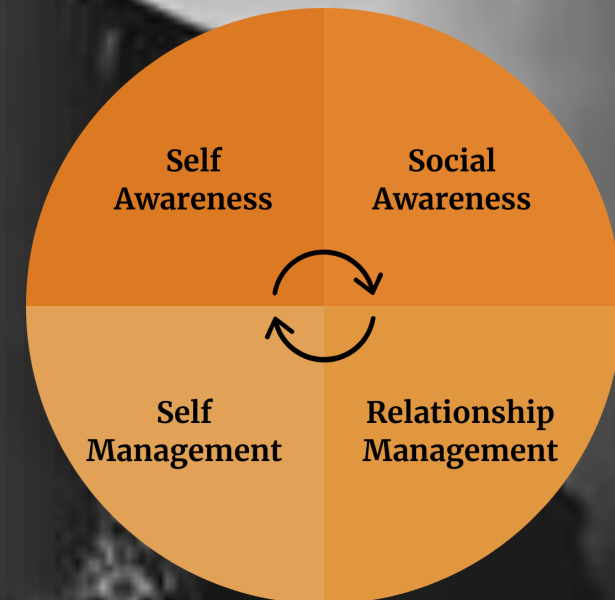 Self
Awareness
Social
Awareness
Self
Management
Relationship
Management